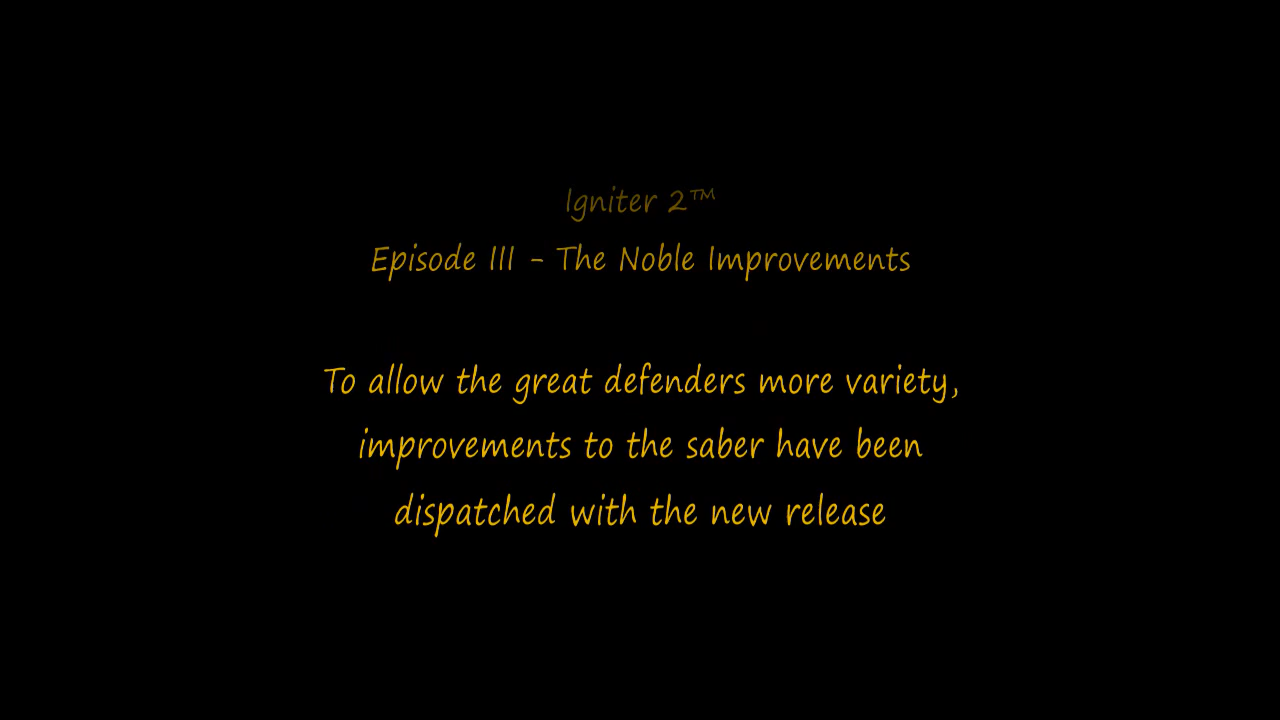 Igniter 2™
Episode III - The Noble Improvements
To allow the great defenders more variety,
improvements to the saber have been
dispatched with the new release